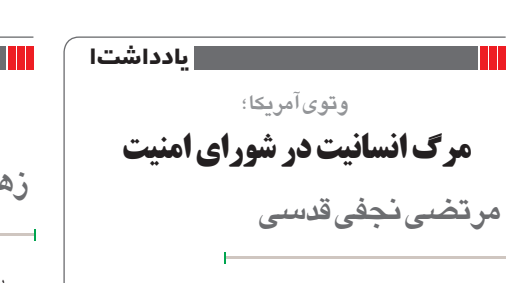 یادداشت۱
وتوی آمریکا؛
مرگ انسانیت در شورای امنیت
مرتضی نجفی قدسی